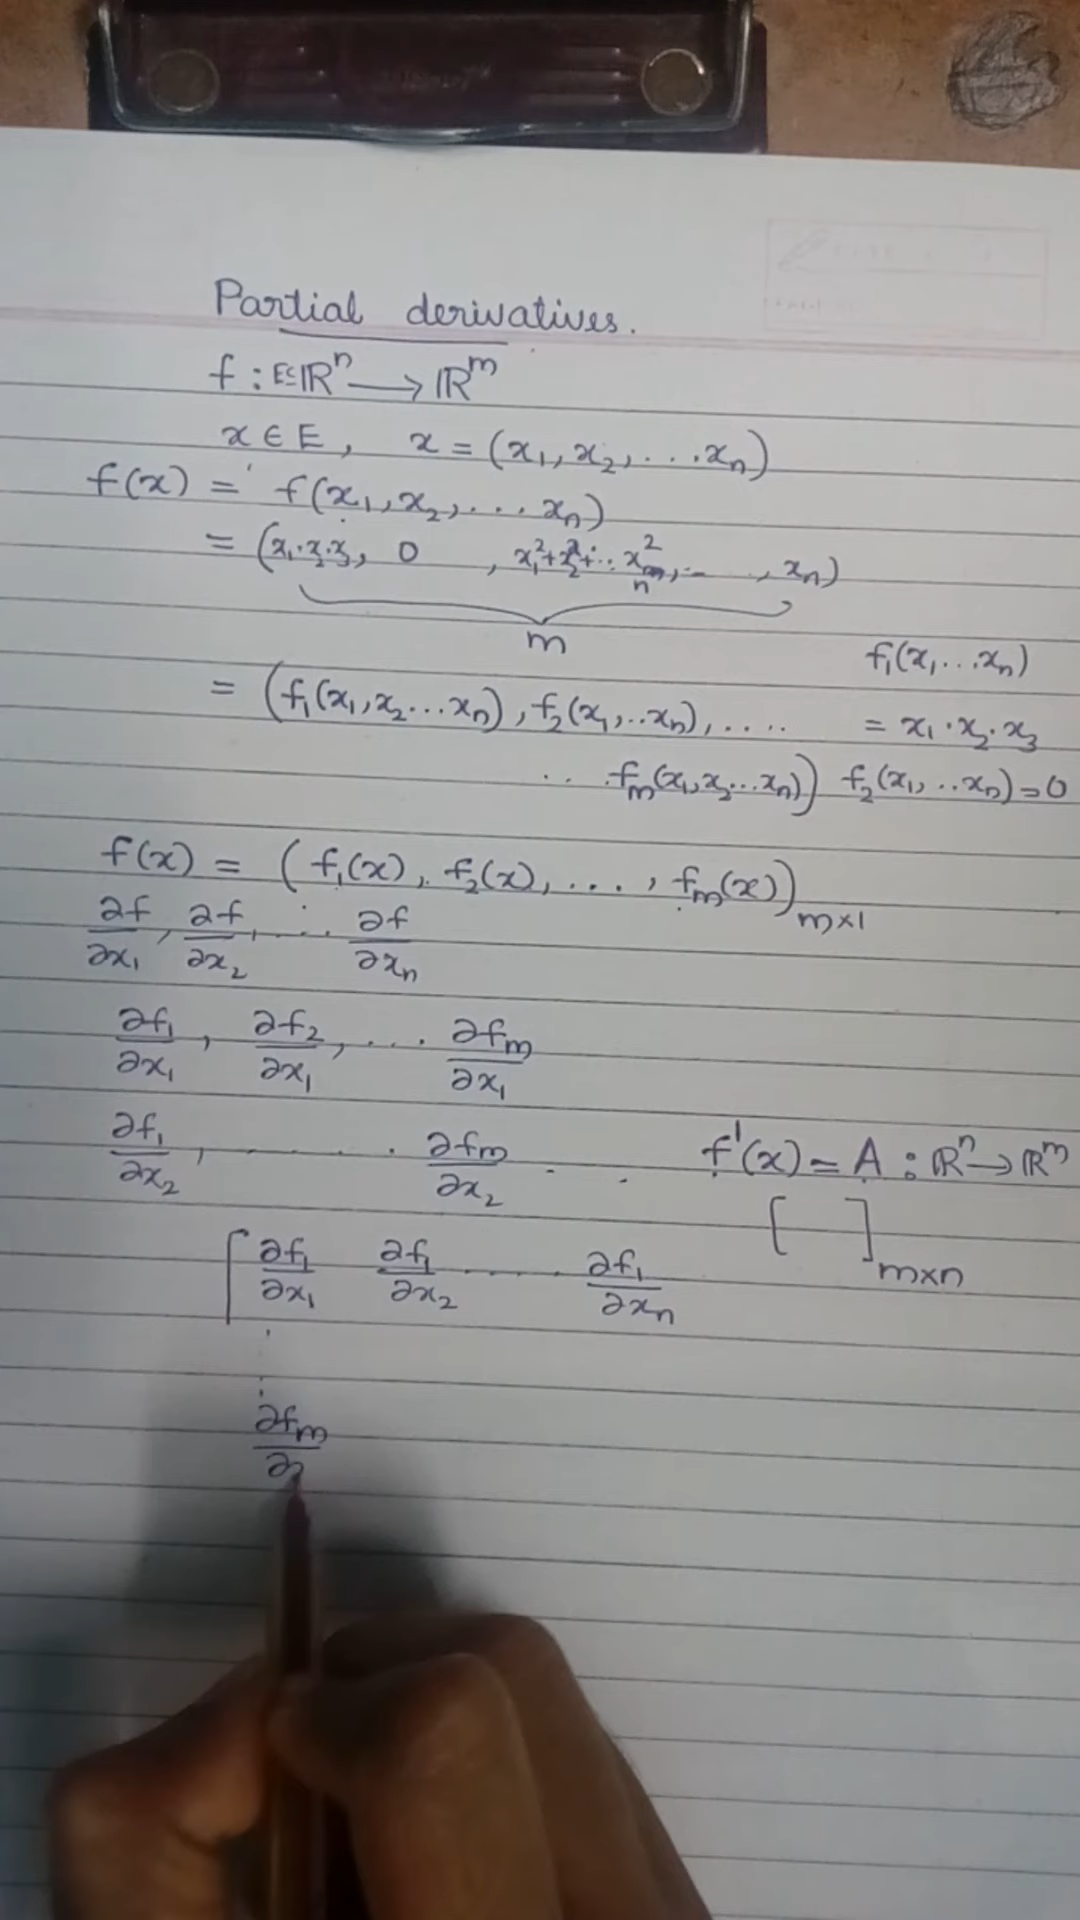 Partial derivatives.
f : E⊆ℝⁿ ⟶ ℝᵐ
x ∈ E, x = (x₁, x₂, ... xₙ)
f(x) = f(x₁, x₂, ... xₙ)
= (x₁·x₂·x₃, 0, x₁²+x₂²+... xₙ², ... , xₙ)
m
f₁(x₁...xₙ)
= (f₁(x₁,x₂...xₙ), f₂(x₁,..xₙ), .... = x₁·x₂·x₃
.. fₘ(x₁,x₂...xₙ)) f₂(x₁,..xₙ)=0
f(x) = (f₁(x), f₂(x), ..., fₘ(x))ₘₓ₁
∂f/∂x₁, ∂f/∂x₂, ... ∂f/∂xₙ
∂f₁/∂x₁, ∂f₂/∂x₁, ... ∂fₘ/∂x₁
∂f₁/∂x₂, ....... ∂fₘ/∂x₂ . . f'(x) = A : ℝⁿ→ℝᵐ
[ ]ₘₓₙ
[ ∂f₁/∂x₁ ∂f₁/∂x₂ ...... ∂f₁/∂xₙ
∂fₘ/∂